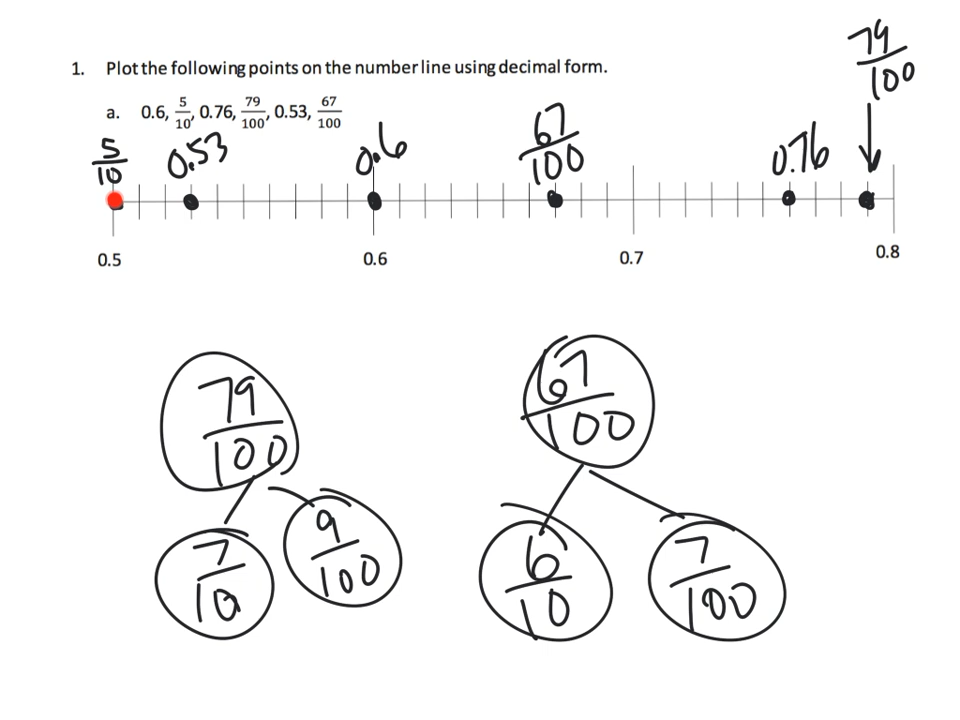 79/100
1. Plot the following points on the number line using decimal form.
a. 0.6, 5/10, 0.76, 79/100, 0.53, 67/100
5/10 0.53 0.6 67/100 0.76
0.5 0.6 0.7 0.8
79/100 67/100
7/10 9/100 6/10 7/100